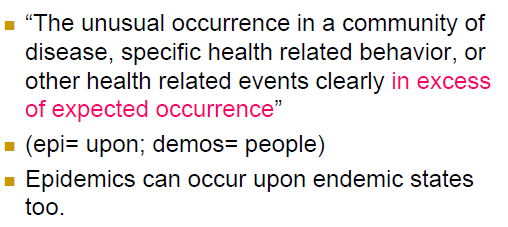 “The unusual occurrence in a community of
disease, specific health related behavior, or
other health related events clearly in excess
of expected occurrence”
(epi= upon; demos= people)
Epidemics can occur upon endemic states
too.